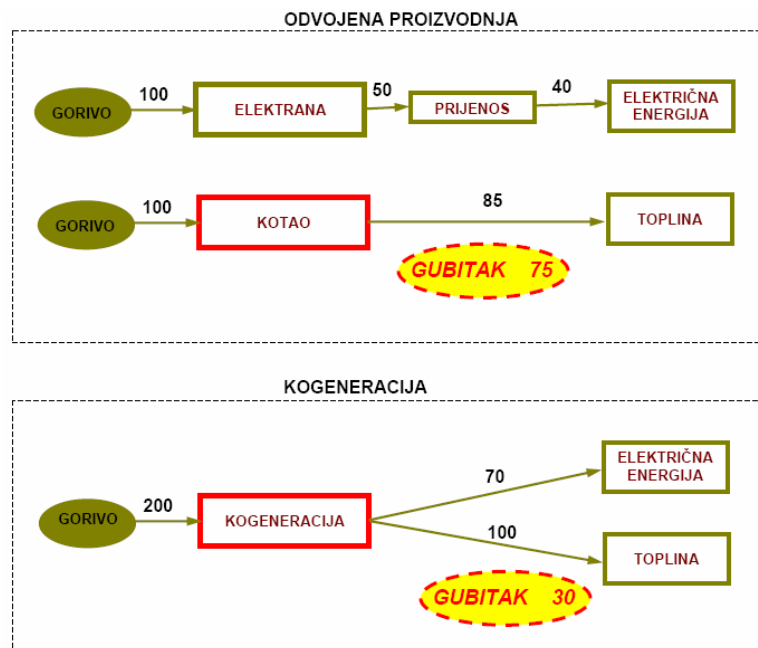 ODVOJENA PROIZVODNJA
GORIVO
100
ELEKTRANA
50
PRIJENOS
40
ELEKTRIČNA
ENERGIJA
GORIVO
100
KOTAO
85
TOPLINA
GUBITAK 75
KOGENERACIJA
GORIVO
200
KOGENERACIJA
70
ELEKTRIČNA
ENERGIJA
100
TOPLINA
GUBITAK 30